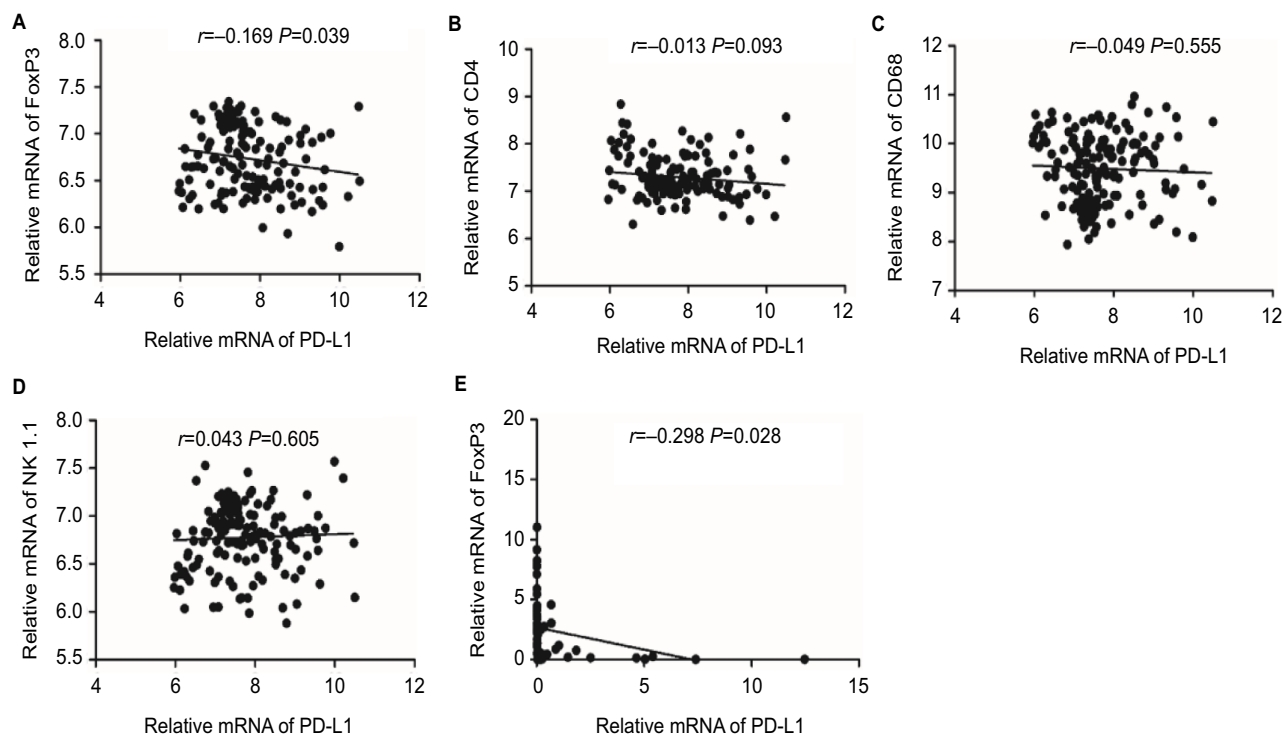 A
r=–0.169 P=0.039
Relative mRNA of FoxP3
8.0
7.5
7.0
6.5
6.0
5.5
4 6 8 10 12
Relative mRNA of PD-L1
B
r=–0.013 P=0.093
Relative mRNA of CD4
10
9
8
7
6
5
4 6 8 10 12
Relative mRNA of PD-L1
C
r=–0.049 P=0.555
Relative mRNA of CD68
12
11
10
9
8
7
4 6 8 10 12
Relative mRNA of PD-L1
D
r=0.043 P=0.605
Relative mRNA of NK 1.1
8.0
7.5
7.0
6.5
6.0
5.5
4 6 8 10 12
Relative mRNA of PD-L1
E
r=–0.298 P=0.028
Relative mRNA of FoxP3
20
15
10
5
0
0 5 10 15
Relative mRNA of PD-L1